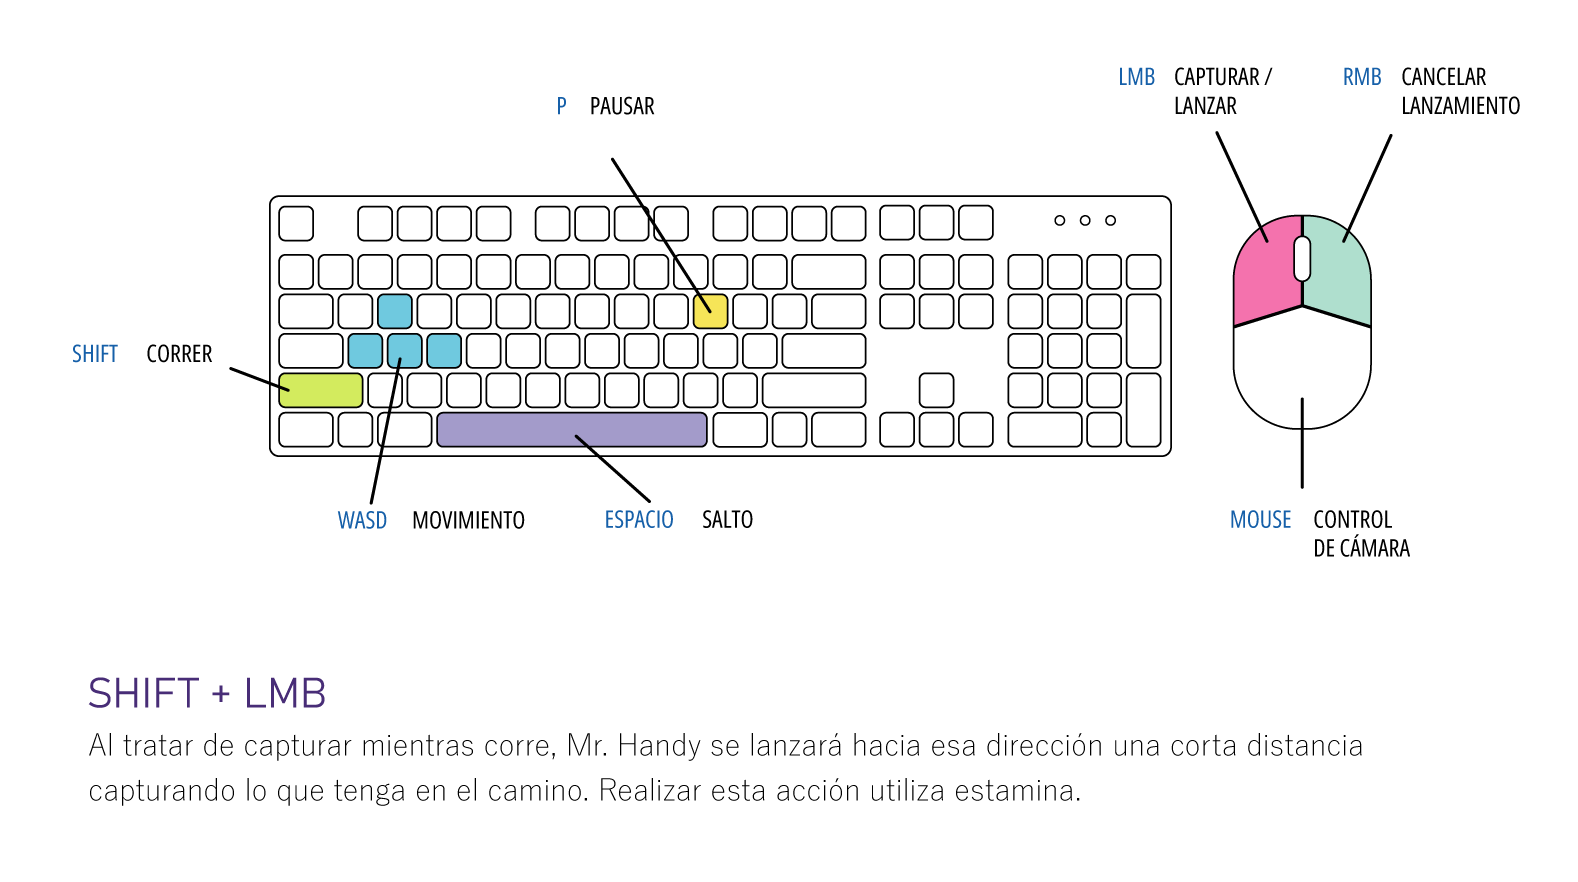 LMB CAPTURAR /
LANZAR
RMB CANCELAR
LANZAMIENTO
P PAUSAR
SHIFT CORRER
WASD MOVIMIENTO
ESPACIO SALTO
MOUSE CONTROL
DE CÁMARA
SHIFT + LMB
Al tratar de capturar mientras corre, Mr. Handy se lanzará hacia esa dirección una corta distancia
capturando lo que tenga en el camino. Realizar esta acción utiliza estamina.